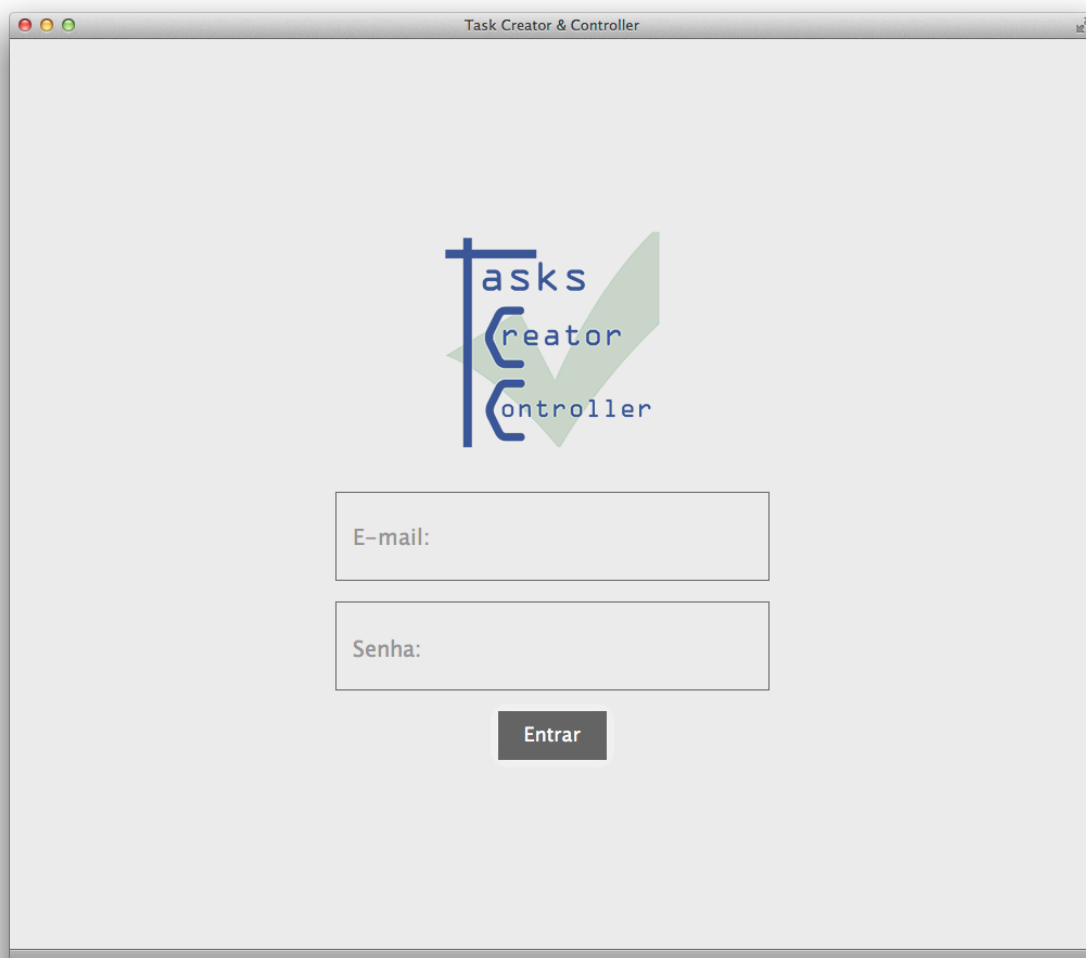 Task Creator & Controller
Tasks
Creator
Controller
E-mail:
Senha:
Entrar